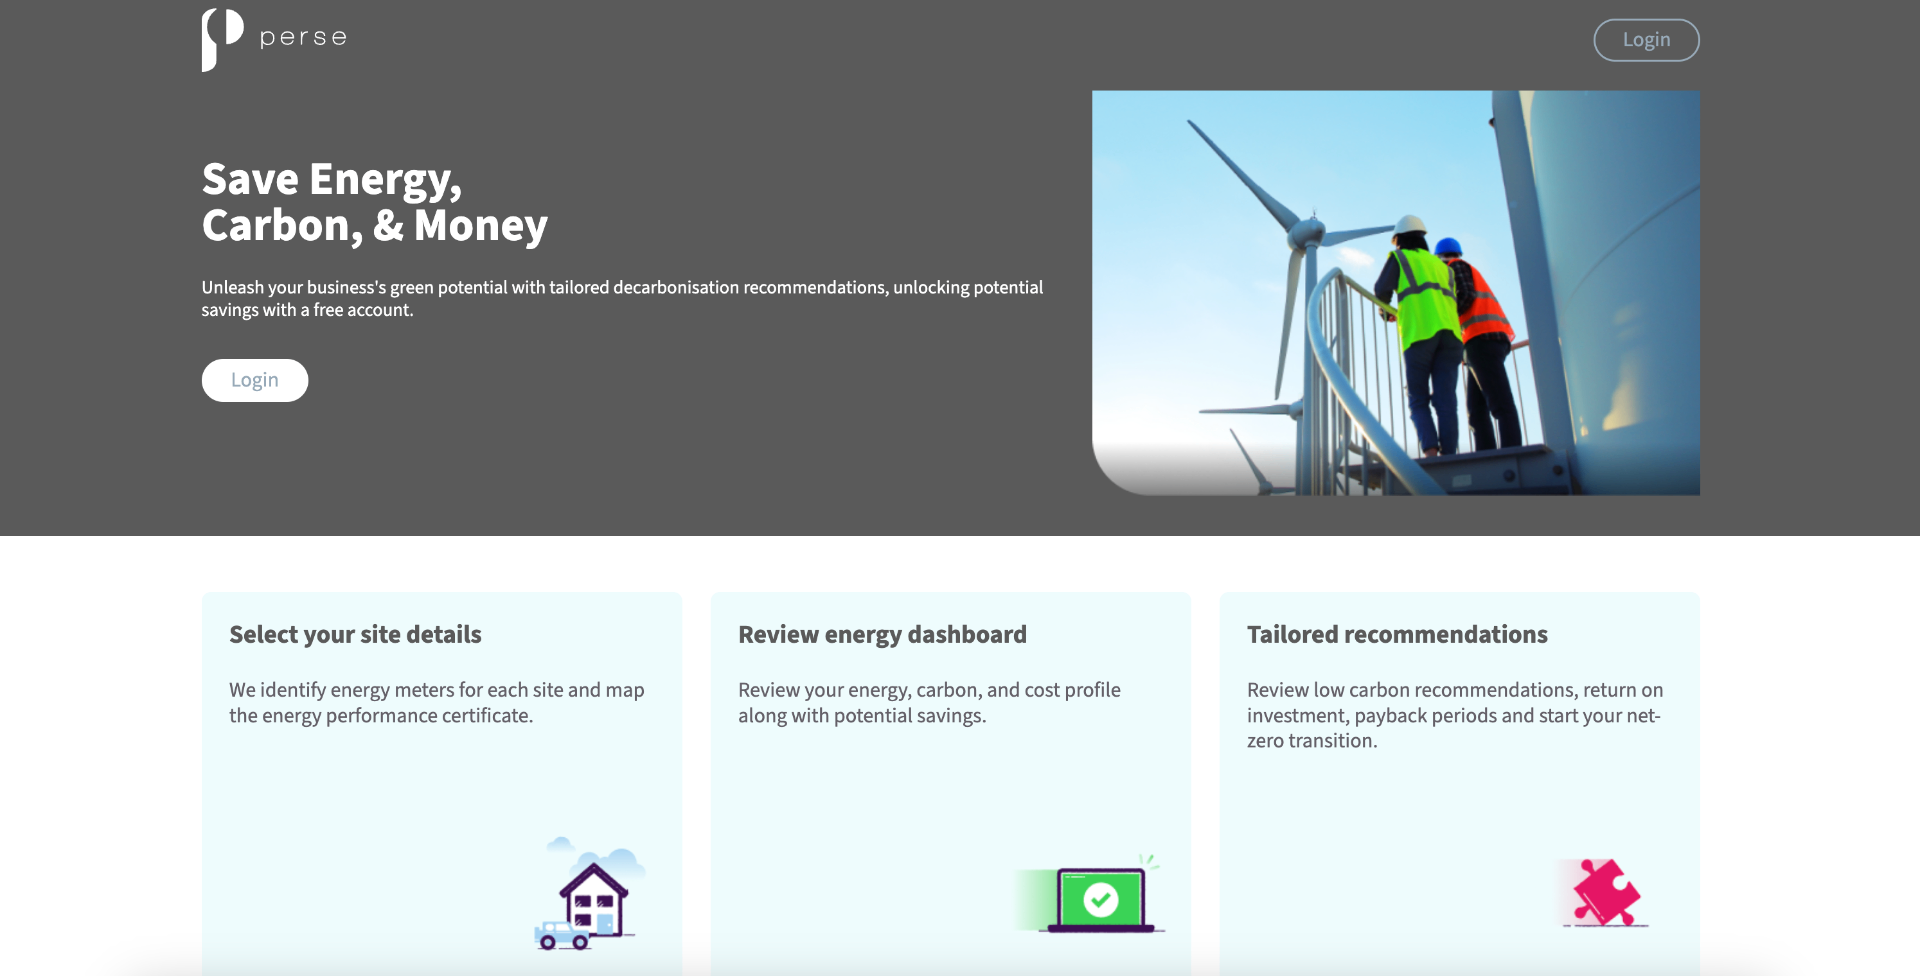 perse
Login
Save Energy,
Carbon, & Money
Unleash your business's green potential with tailored decarbonisation recommendations, unlocking potential
savings with a free account.
Login
Select your site details
We identify energy meters for each site and map
the energy performance certificate.
Review energy dashboard
Review your energy, carbon, and cost profile
along with potential savings.
Tailored recommendations
Review low carbon recommendations, return on
investment, payback periods and start your net-
zero transition.